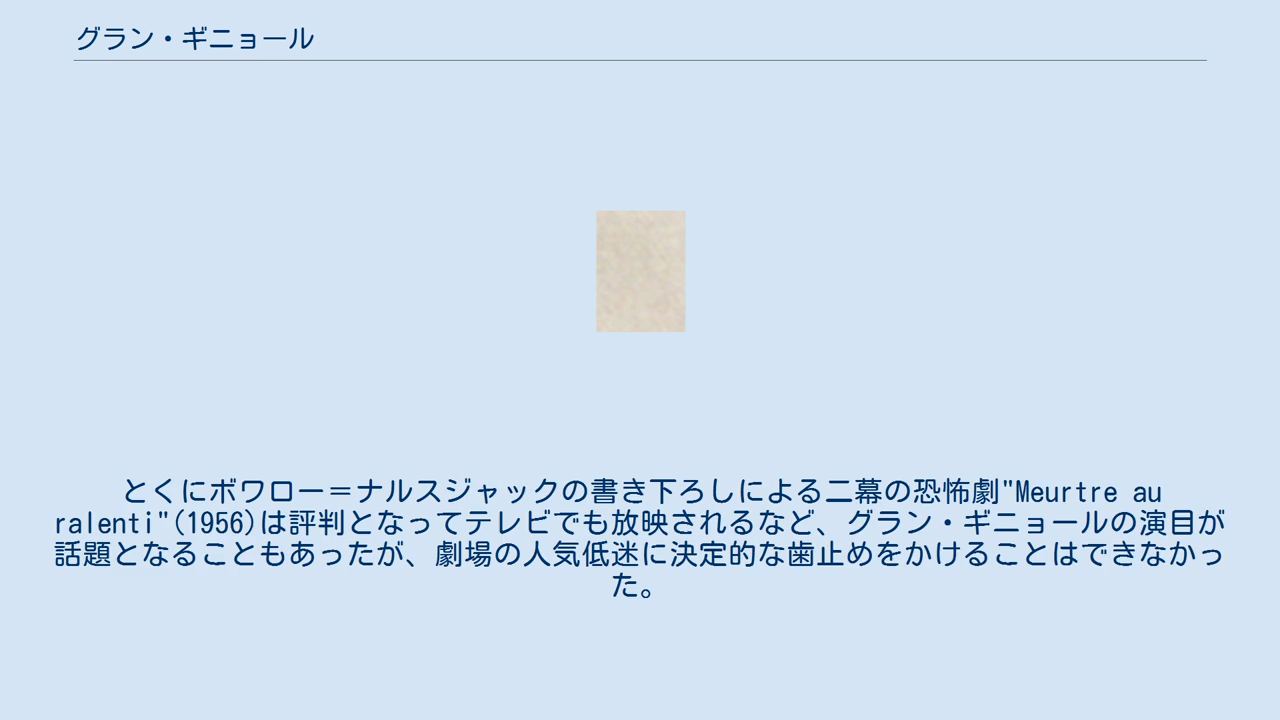 グラン・ギニョール
とくにボワロー＝ナルスジャックの書き下ろしによる二幕の恐怖劇"Meurtre au
ralenti"(1956)は評判となってテレビでも放映されるなど、グラン・ギニョールの演目が
話題となることもあったが、劇場の人気低迷に決定的な歯止めをかけることはできなかっ
た。